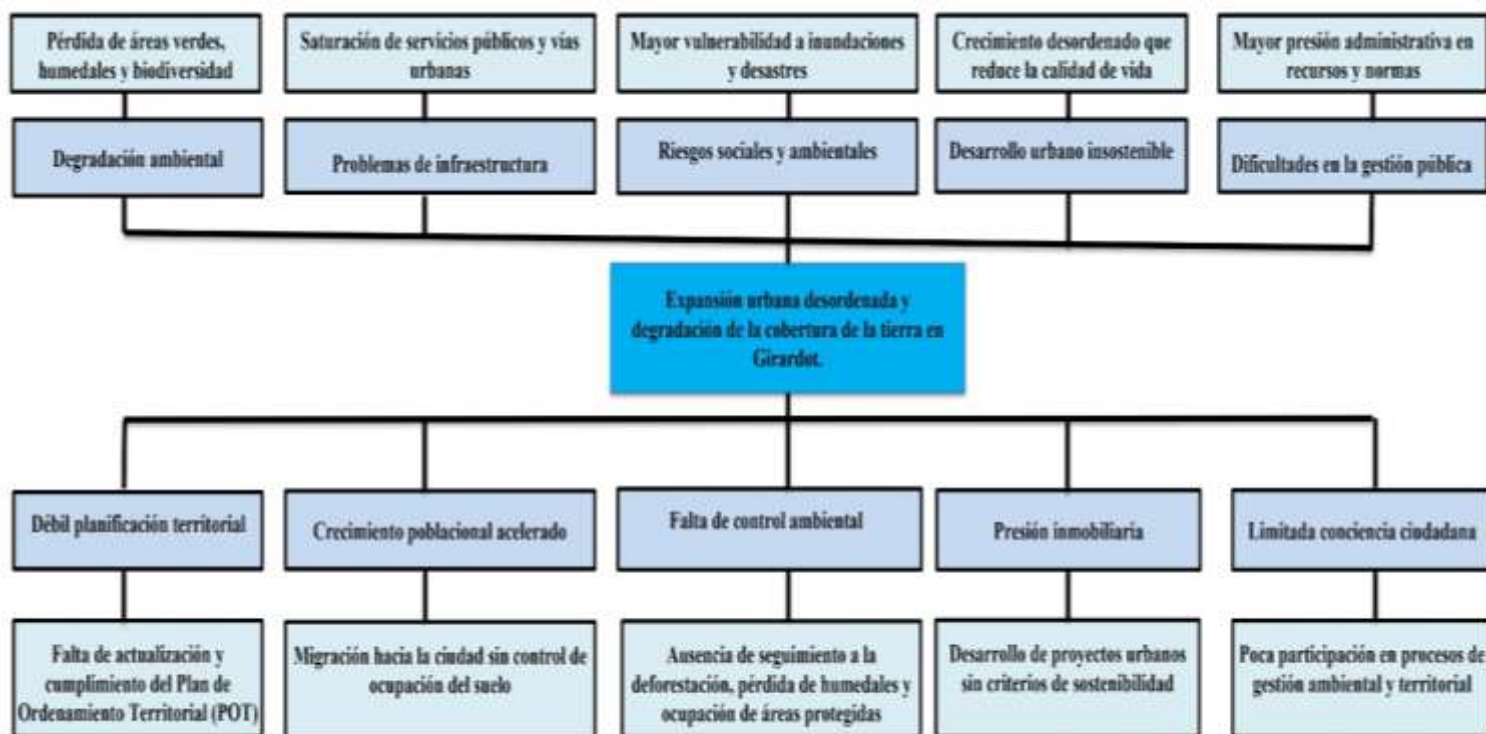 Pérdida de áreas verdes,
humedales y biodiversidad
Saturación de servicios públicos y vías
urbanas
Mayor vulnerabilidad a inundaciones
y desastres
Crecimiento desordenado que
reduce la calidad de vida
Mayor presión administrativa en
recursos y normas
Degradación ambiental
Problemas de infraestructura
Riesgos sociales y ambientales
Desarrollo urbano insostenible
Dificultades en la gestión pública
Expansión urbana desordenada y
degradación de la cobertura de la tierra en
Girardot.
Débil planificación territorial
Crecimiento poblacional acelerado
Falta de control ambiental
Presión inmobiliaria
Limitada conciencia ciudadana
Falta de actualización y
cumplimiento del Plan de
Ordenamiento Territorial (POT)
Migración hacia la ciudad sin control de
ocupación del suelo
Ausencia de seguimiento a la
deforestación, pérdida de humedales y
ocupación de áreas protegidas
Desarrollo de proyectos urbanos
sin criterios de sostenibilidad
Poca participación en procesos de
gestión ambiental y territorial